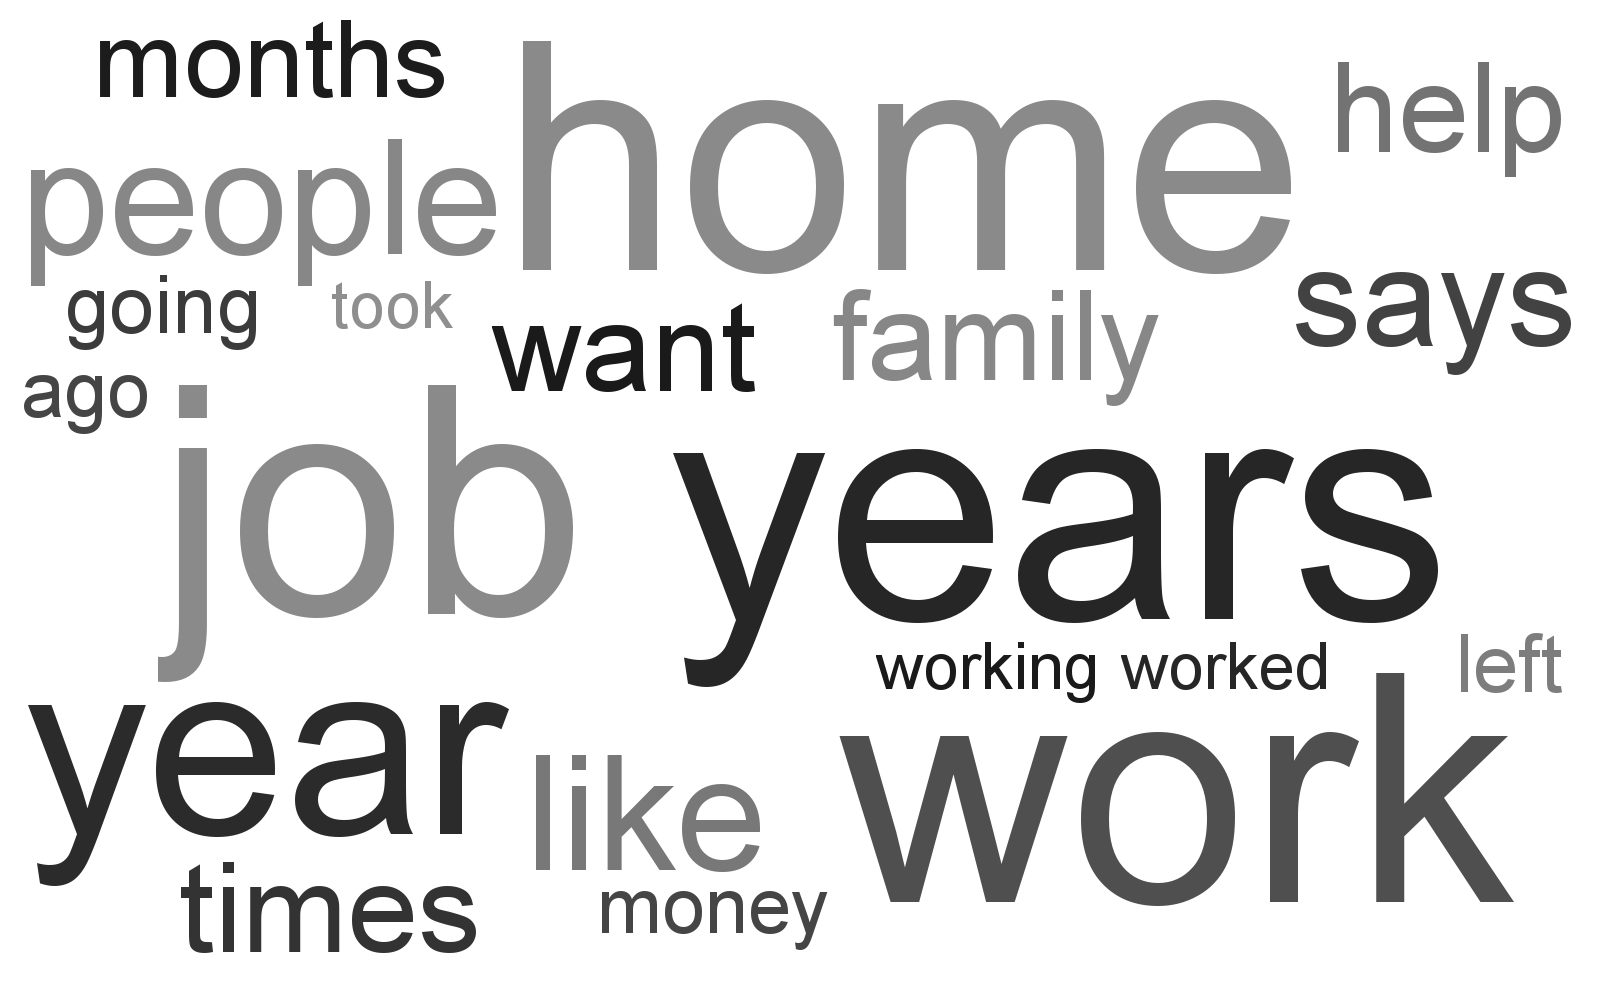 months
home
help
people
going
took
want
family
says
ago
job
years
working worked
left
year
like
work
times
money